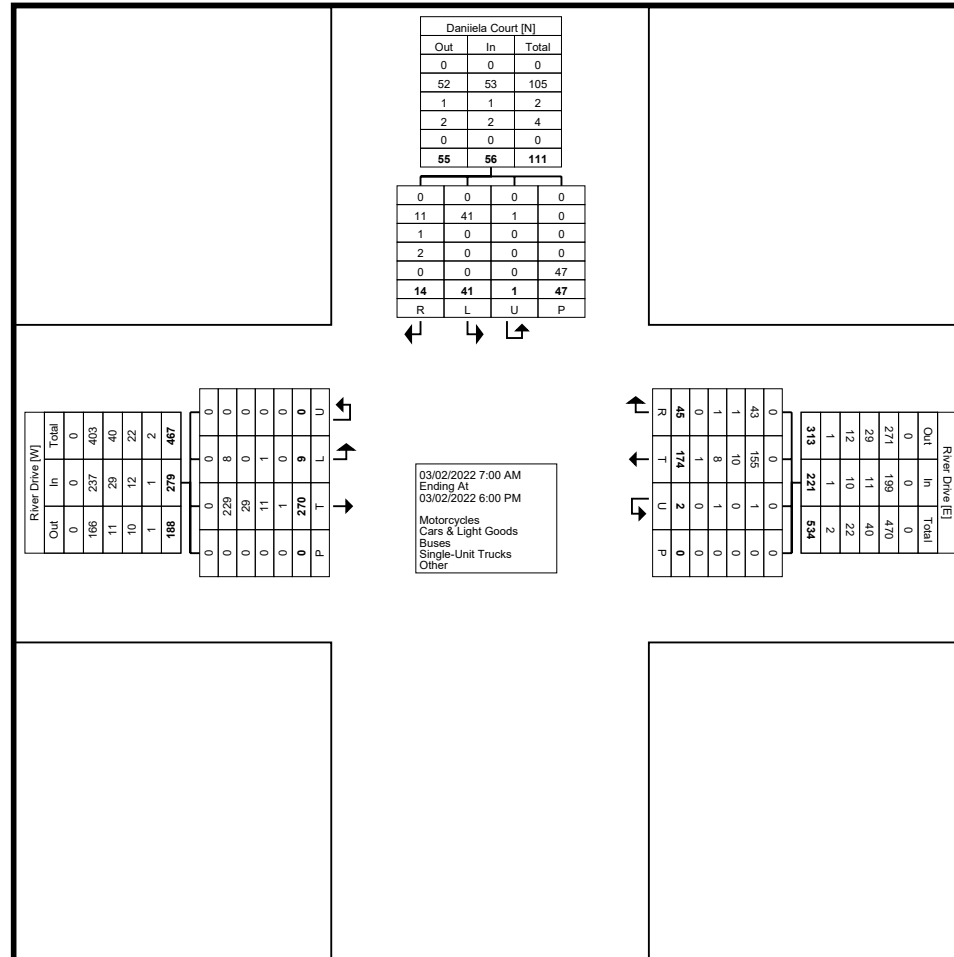 Daniiela Court [N]
Out In Total
0 0 0
52 53 105
1 1 2
2 2 4
0 0 0
55 56 111
0 0 0 0
11 41 1 0
1 0 0 0
2 0 0 0
0 0 0 47
14 41 1 47
R L U P
River Drive [W]
Out In Total
0 0 0
166 237 403
11 29 40
10 12 22
1 1 2
188 279 467
0 0 0 0
0 229 8 0
0 29 0 0
0 11 1 0
0 1 0 0
0 270 9 0
P T L U
03/02/2022 7:00 AM
Ending At
03/02/2022 6:00 PM
Motorcycles
Cars & Light Goods
Buses
Single-Unit Trucks
Other
River Drive [E]
Out In Total
0 0 0
271 199 470
29 11 40
12 10 22
1 1 2
313 221 534
0 0 0 0
43 155 1 0
1 10 0 0
1 8 1 0
0 1 0 0
45 174 2 0
R T U P